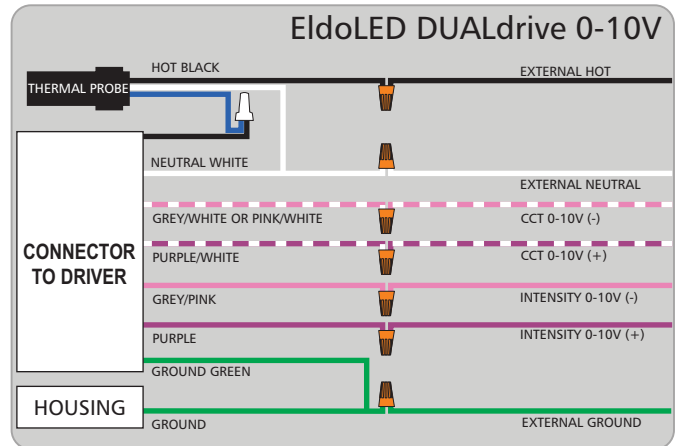 EldoLED DUALdrive 0-10V
HOT BLACK
EXTERNAL HOT
THERMAL PROBE
NEUTRAL WHITE
EXTERNAL NEUTRAL
GREY/WHITE OR PINK/WHITE
CCT 0-10V (-)
CONNECTOR
TO DRIVER
PURPLE/WHITE
CCT 0-10V (+)
GREY/PINK
INTENSITY 0-10V (-)
PURPLE
INTENSITY 0-10V (+)
GROUND GREEN
HOUSING
GROUND
EXTERNAL GROUND